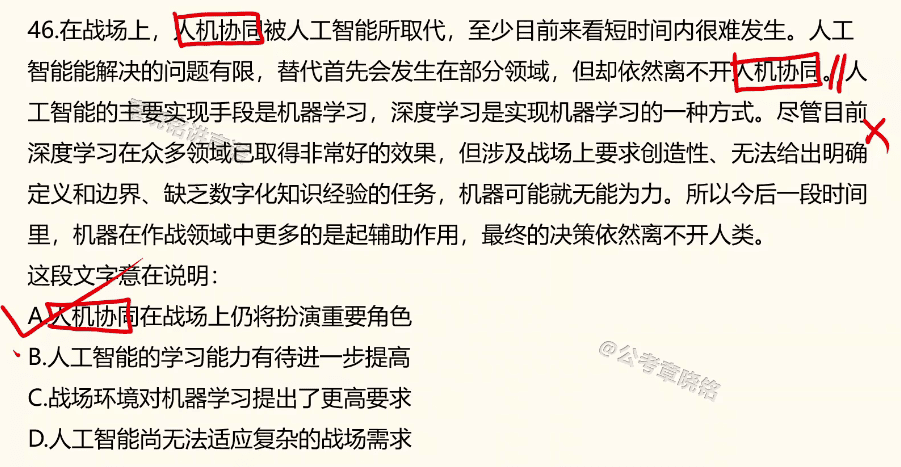 46.在战场上，人机协同被人工智能所取代，至少目前来看短时间内很难发生。人工
智能能解决的问题有限，替代首先会发生在部分领域，但却依然离不开人机协同。人
工智能的主要实现手段是机器学习，深度学习是实现机器学习的一种方式。尽管目前
深度学习在众多领域已取得非常好的效果，但涉及战场上要求创造性、无法给出明确
定义和边界、缺乏数字化知识经验的任务，机器可能就无能为力。所以今后一段时间
里，机器在作战领域中更多的是起辅助作用，最终的决策依然离不开人类。
这段文字意在说明：
A.人机协同在战场上仍将扮演重要角色
B.人工智能的学习能力有待进一步提高
@公考章晓铭
C.战场环境对机器学习提出了更高要求
D.人工智能尚无法适应复杂的战场需求